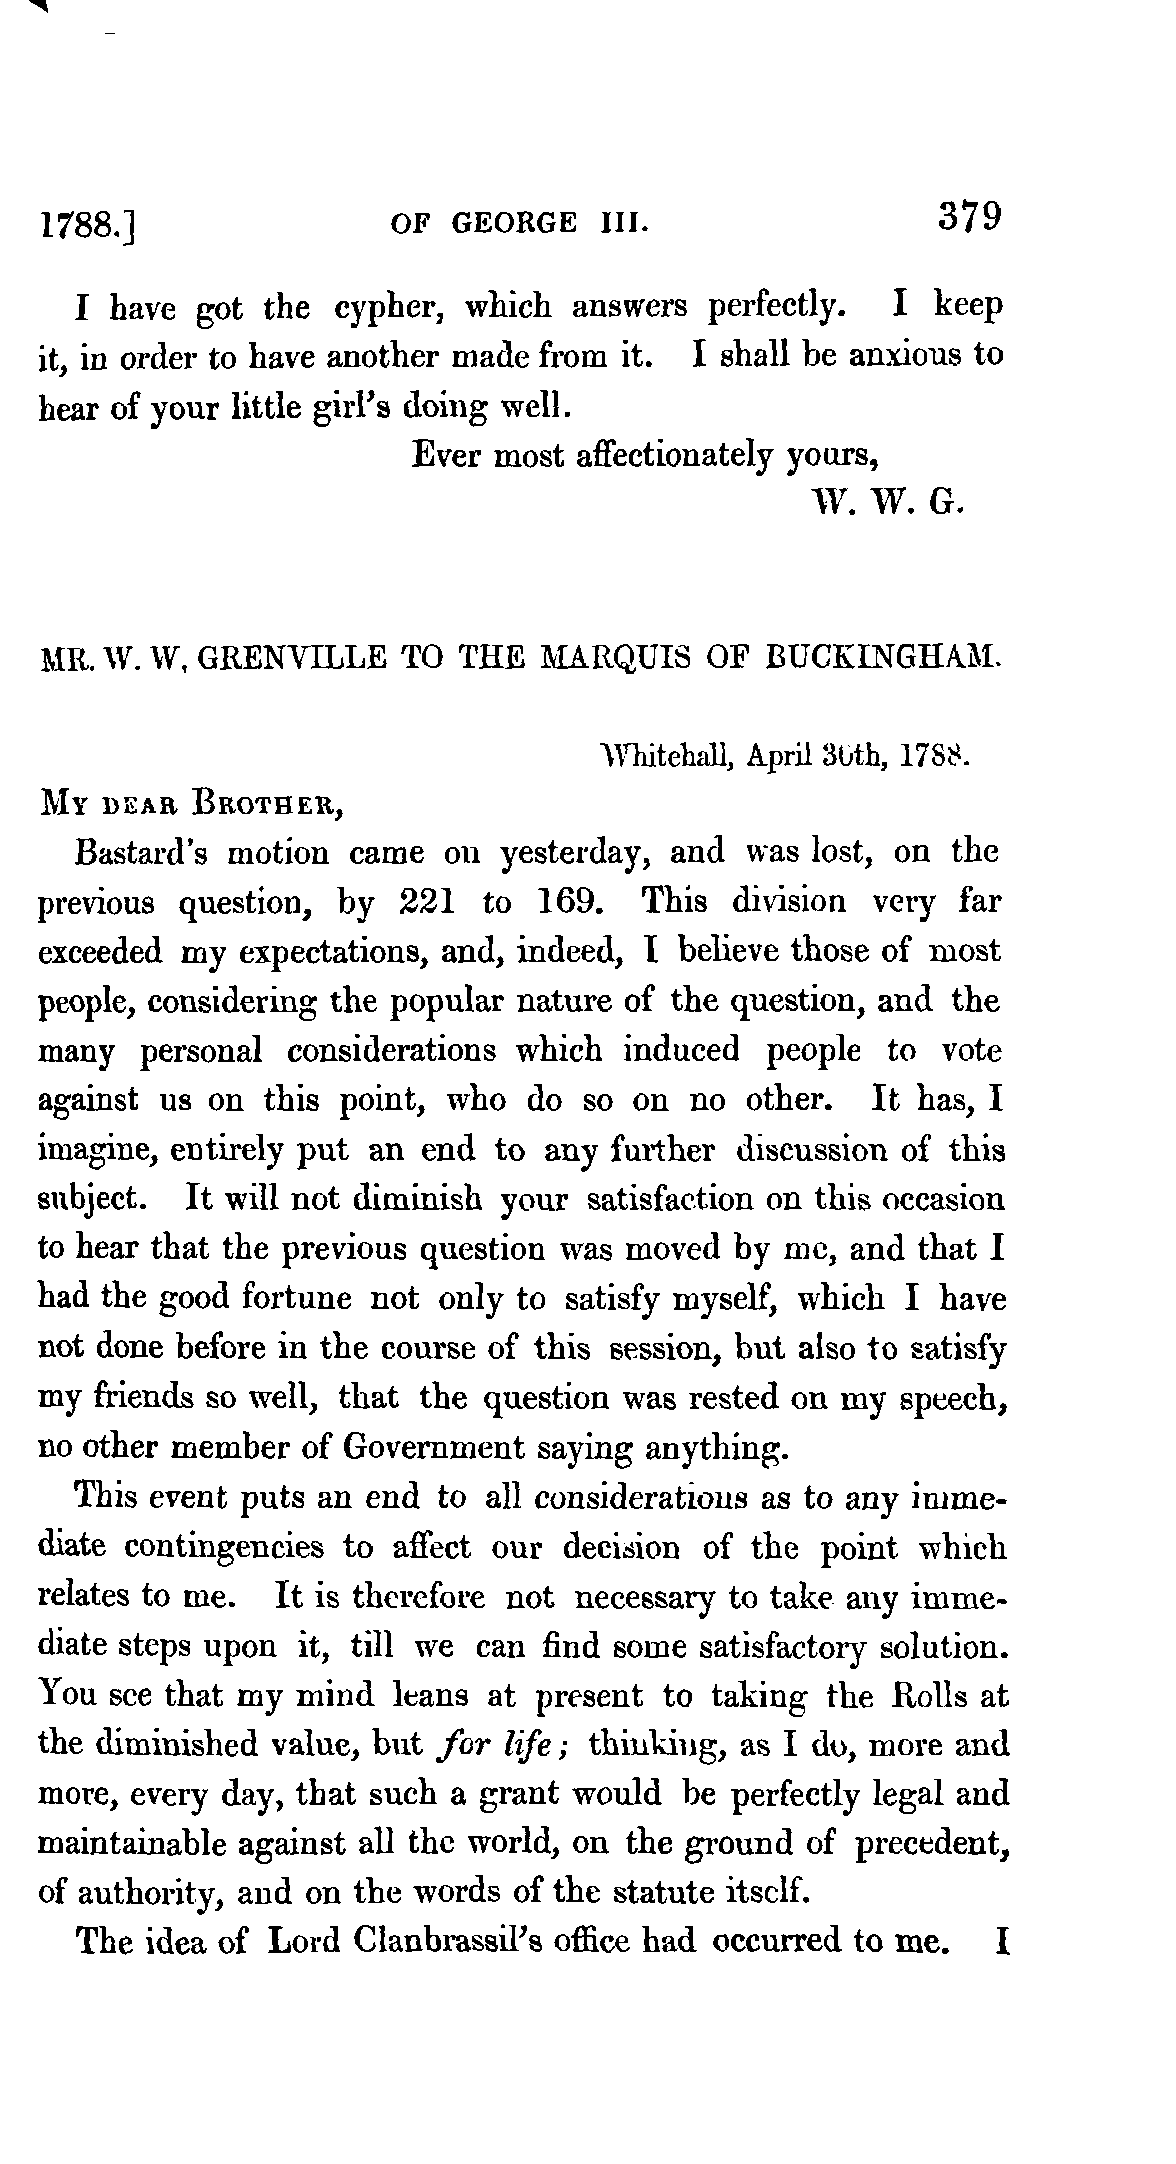 1788.] OF GEORGE III. 379
I have got the cypher, which answers perfectly. I keep
it, in order to have another made from it. I shall be anxious to
hear of your little girl's doing well.
Ever most affectionately yours,
W. W. G.
MR. W. W. GRENVILLE TO THE MARQUIS OF BUCKINGHAM.
Whitehall, April 30th, 1788.
MY DEAR BROTHER,
Bastard's motion came on yesterday, and was lost, on the
previous question, by 221 to 169. This division very far
exceeded my expectations, and, indeed, I believe those of most
people, considering the popular nature of the question, and the
many personal considerations which induced people to vote
against us on this point, who do so on no other. It has, I
imagine, entirely put an end to any further discussion of this
subject. It will not diminish your satisfaction on this occasion
to hear that the previous question was moved by me, and that I
had the good fortune not only to satisfy myself, which I have
not done before in the course of this session, but also to satisfy
my friends so well, that the question was rested on my speech,
no other member of Government saying anything.
This event puts an end to all considerations as to any imme-
diate contingencies to affect our decision of the point which
relates to me. It is therefore not necessary to take any imme-
diate steps upon it, till we can find some satisfactory solution.
You see that my mind leans at present to taking the Rolls at
the diminished value, but for life; thinking, as I do, more and
more, every day, that such a grant would be perfectly legal and
maintainable against all the world, on the ground of precedent,
of authority, and on the words of the statute itself.
The idea of Lord Clanbrassil's office had occurred to me. I